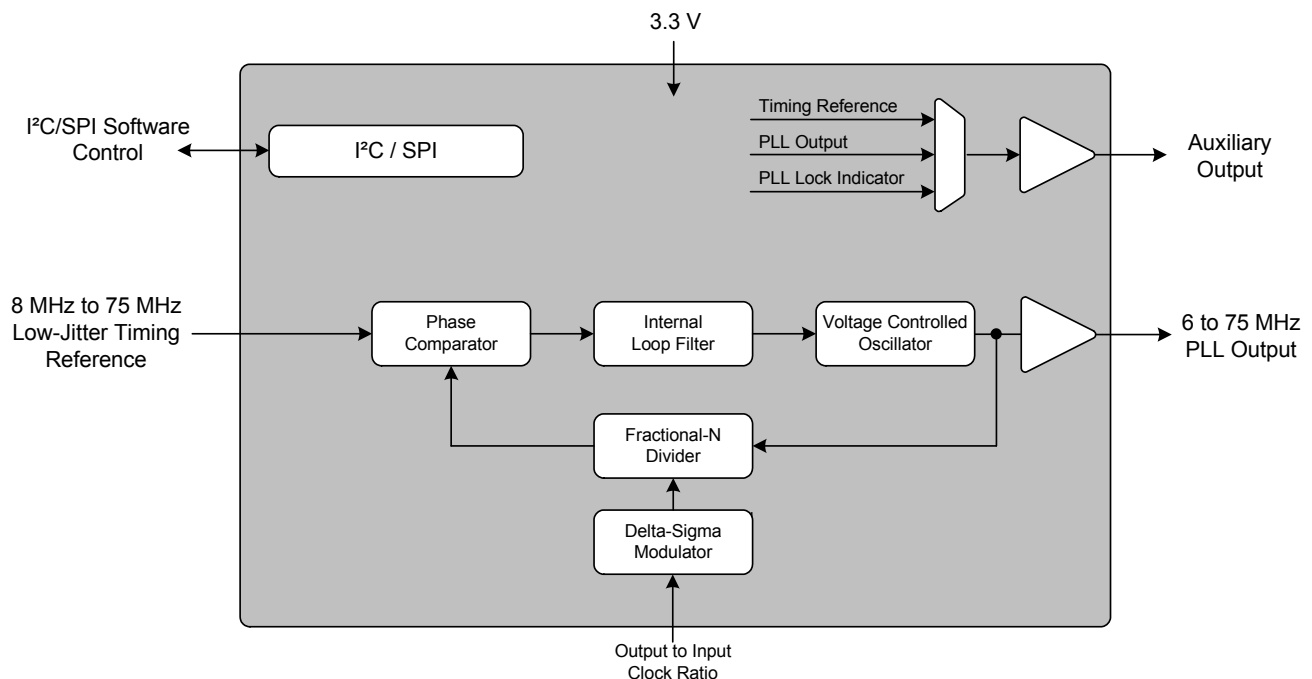 3.3 V
I²C/SPI Software
Control
I²C / SPI
Timing Reference
PLL Output
PLL Lock Indicator
Auxiliary
Output
8 MHz to 75 MHz
Low-Jitter Timing
Reference
Phase
Comparator
Internal
Loop Filter
Voltage Controlled
Oscillator
6 to 75 MHz
PLL Output
Fractional-N
Divider
Delta-Sigma
Modulator
Output to Input
Clock Ratio